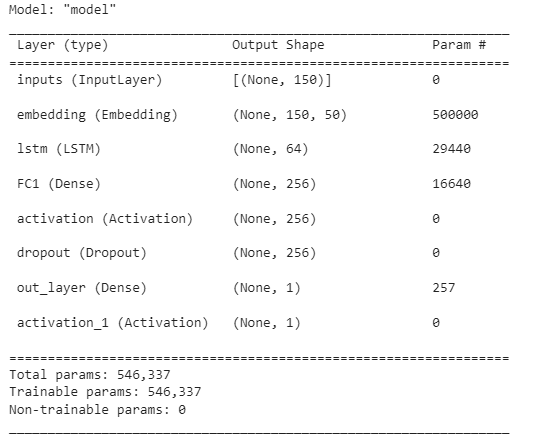 Model: "model"
_________________________________________________________________
Layer (type) Output Shape Param #
=================================================================
inputs (InputLayer) [(None, 150)] 0
embedding (Embedding) (None, 150, 50) 500000
lstm (LSTM) (None, 64) 29440
FC1 (Dense) (None, 256) 16640
activation (Activation) (None, 256) 0
dropout (Dropout) (None, 256) 0
out_layer (Dense) (None, 1) 257
activation_1 (Activation) (None, 1) 0
=================================================================
Total params: 546,337
Trainable params: 546,337
Non-trainable params: 0
_________________________________________________________________